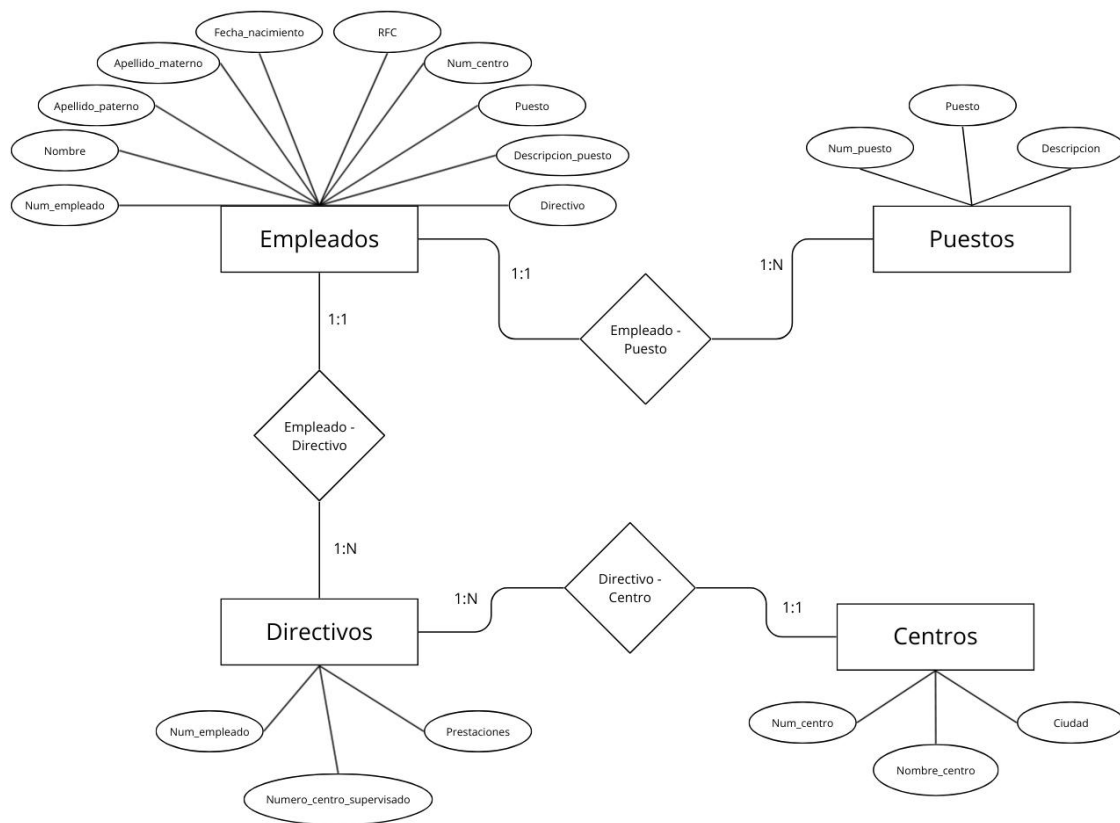 Fecha_nacimiento
RFC
Apellido_materno
Num_centro
Apellido_paterno
Puesto
Nombre
Descripcion_puesto
Num_empleado
Directivo
Empleados
Puesto
Num_puesto
Descripcion
Puestos
1:1
1:N
Empleado -
Puesto
1:1
Empleado -
Directivo
1:N
1:N
Directivo -
Centro
1:1
Directivos
Centros
Num_empleado
Prestaciones
Numero_centro_supervisado
Num_centro
Ciudad
Nombre_centro